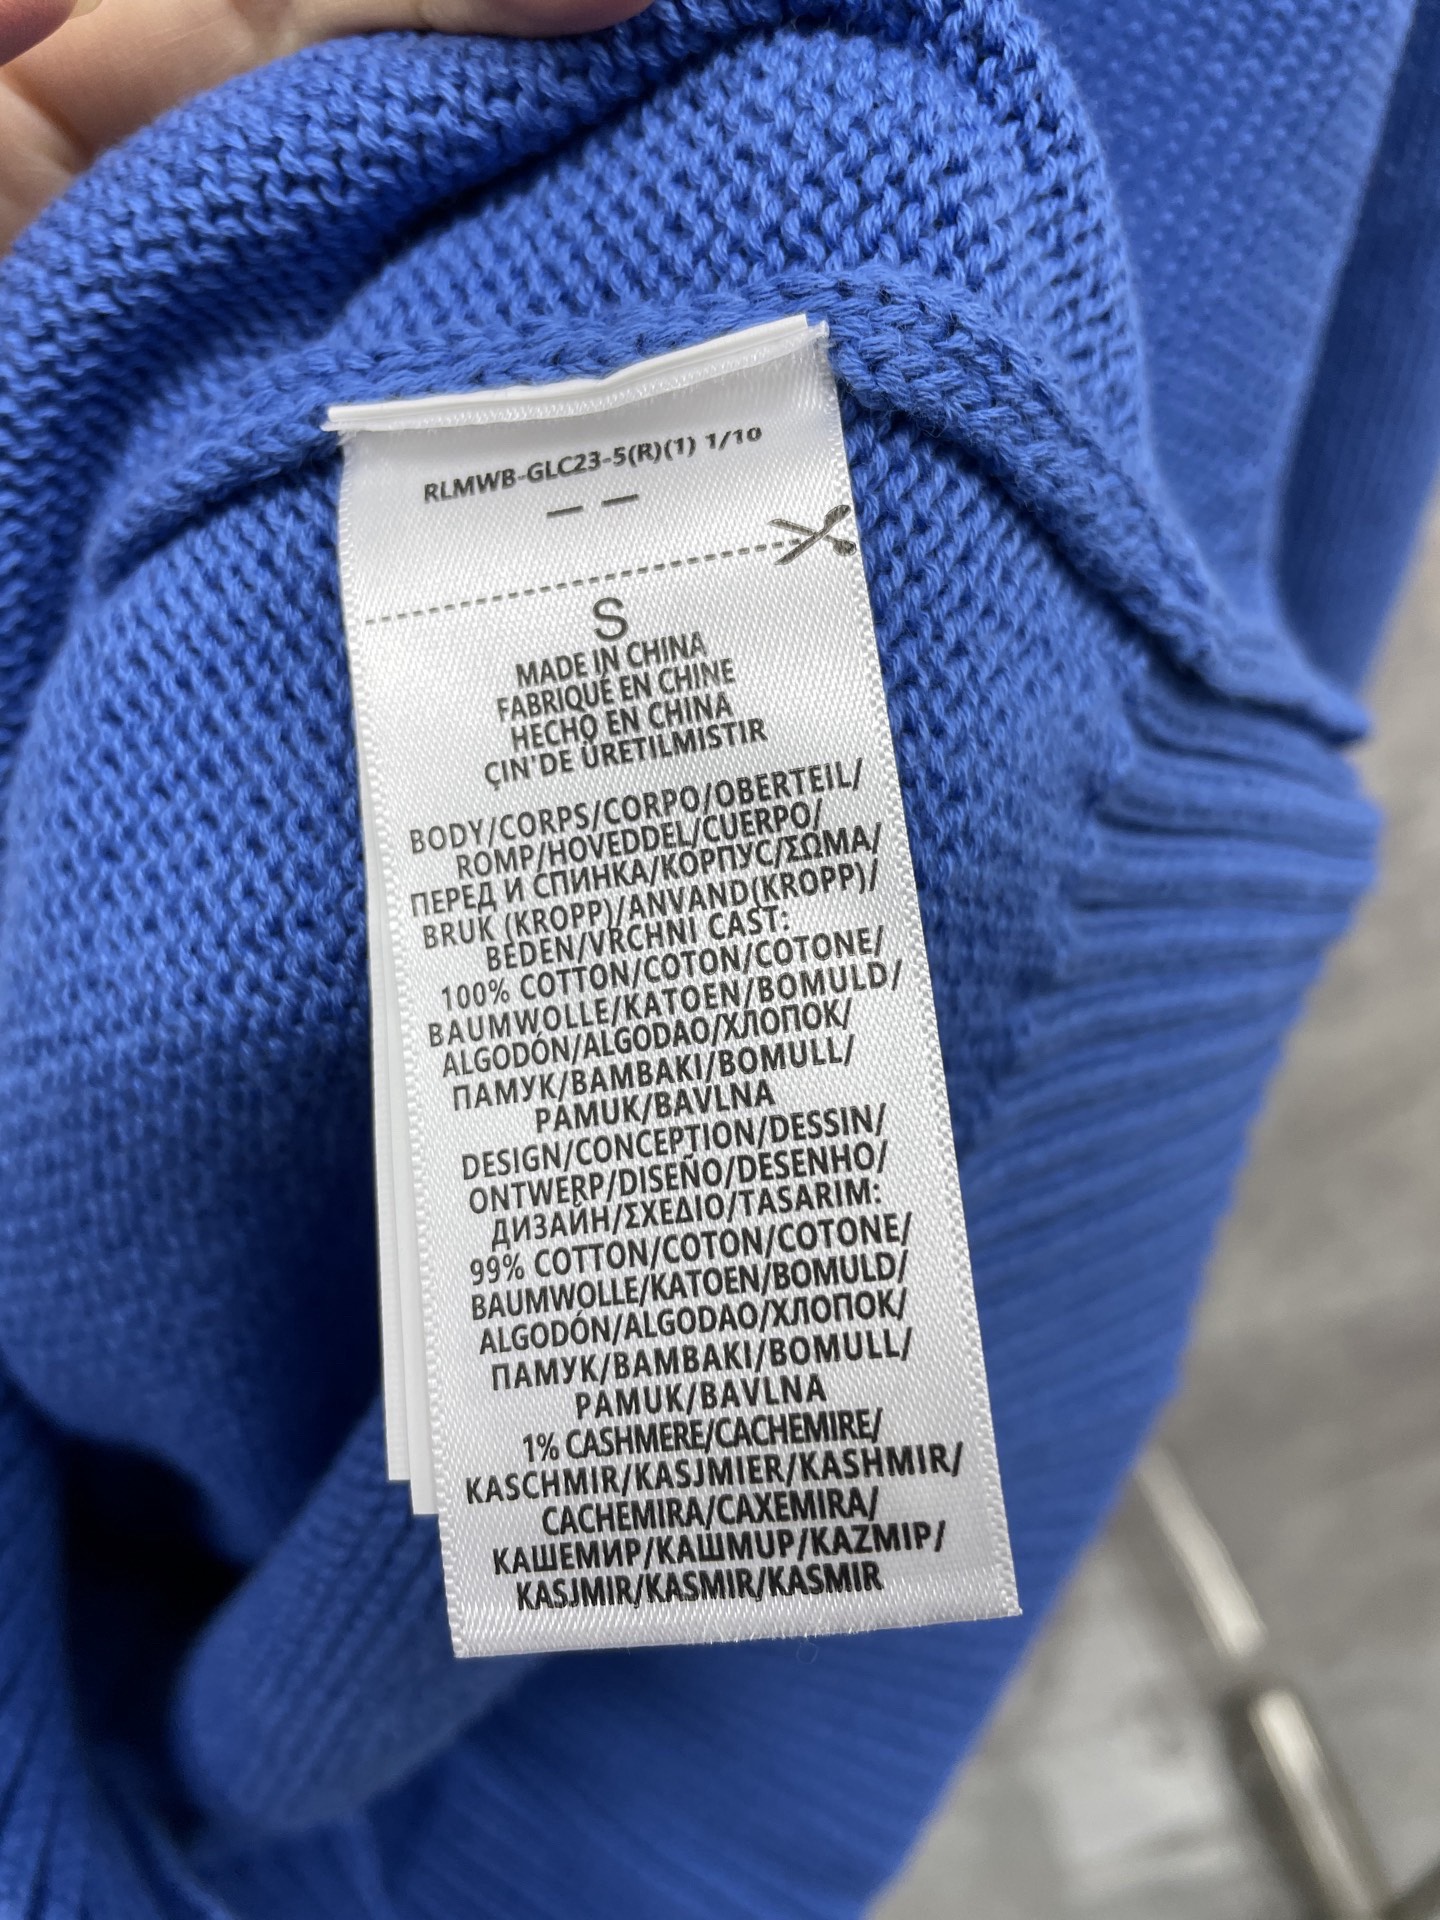 RLMWB-GLC23-5(R)(1) 1/10
— —
S
MADE IN CHINA
FABRIQUÉ EN CHINE
HECHO EN CHINA
ÇIN'DE ÜRETILMISTIR
BODY/CORPS/CORPO/OBERTEIL/
ROMP/HOVEDDEL/CUERPO/
ПЕРЕД И СПИНКА/КОРПУС/ΣΩΜΑ/
BRUK (KROPP)/ANVAND(KROPP)/
BEDEN/VRCHNI CAST:
100% COTTON/COTON/COTONE/
BAUMWOLLE/KATOEN/BOMULD/
ALGODÓN/ALGODAO/ХЛОПОК/
ПАМУК/BAMBAKI/BOMULL/
PAMUK/BAVLNA
DESIGN/CONCEPTION/DESSIN/
ONTWERP/DISEÑO/DESENHO/
ДИЗАЙН/ΣΧΕΔΙΟ/TASARIM:
99% COTTON/COTON/COTONE/
BAUMWOLLE/KATOEN/BOMULD/
ALGODÓN/ALGODAO/ХЛОПОК/
ПАМУК/BAMBAKI/BOMULL/
PAMUK/BAVLNA
1% CASHMERE/CACHEMIRE/
KASCHMIR/KASJMIER/KASHMIR/
CACHEMIRA/CAXEMIRA/
КАШЕМИР/КАШМUP/KAZMIP/
KASJMIR/KASMIR/KASMIR